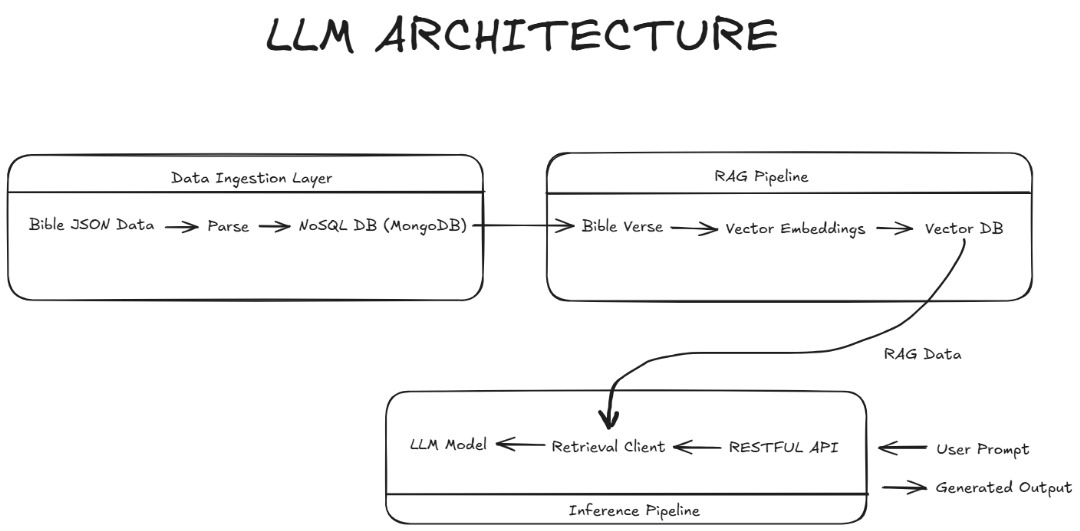 LLM ARCHITECTURE
Data Ingestion Layer
Bible JSON Data
Parse
NoSQL DB (MongoDB)
RAG Pipeline
Bible Verse
Vector Embeddings
Vector DB
RAG Data
LLM Model
Retrieval Client
RESTFUL API
User Prompt
Generated Output
Inference Pipeline